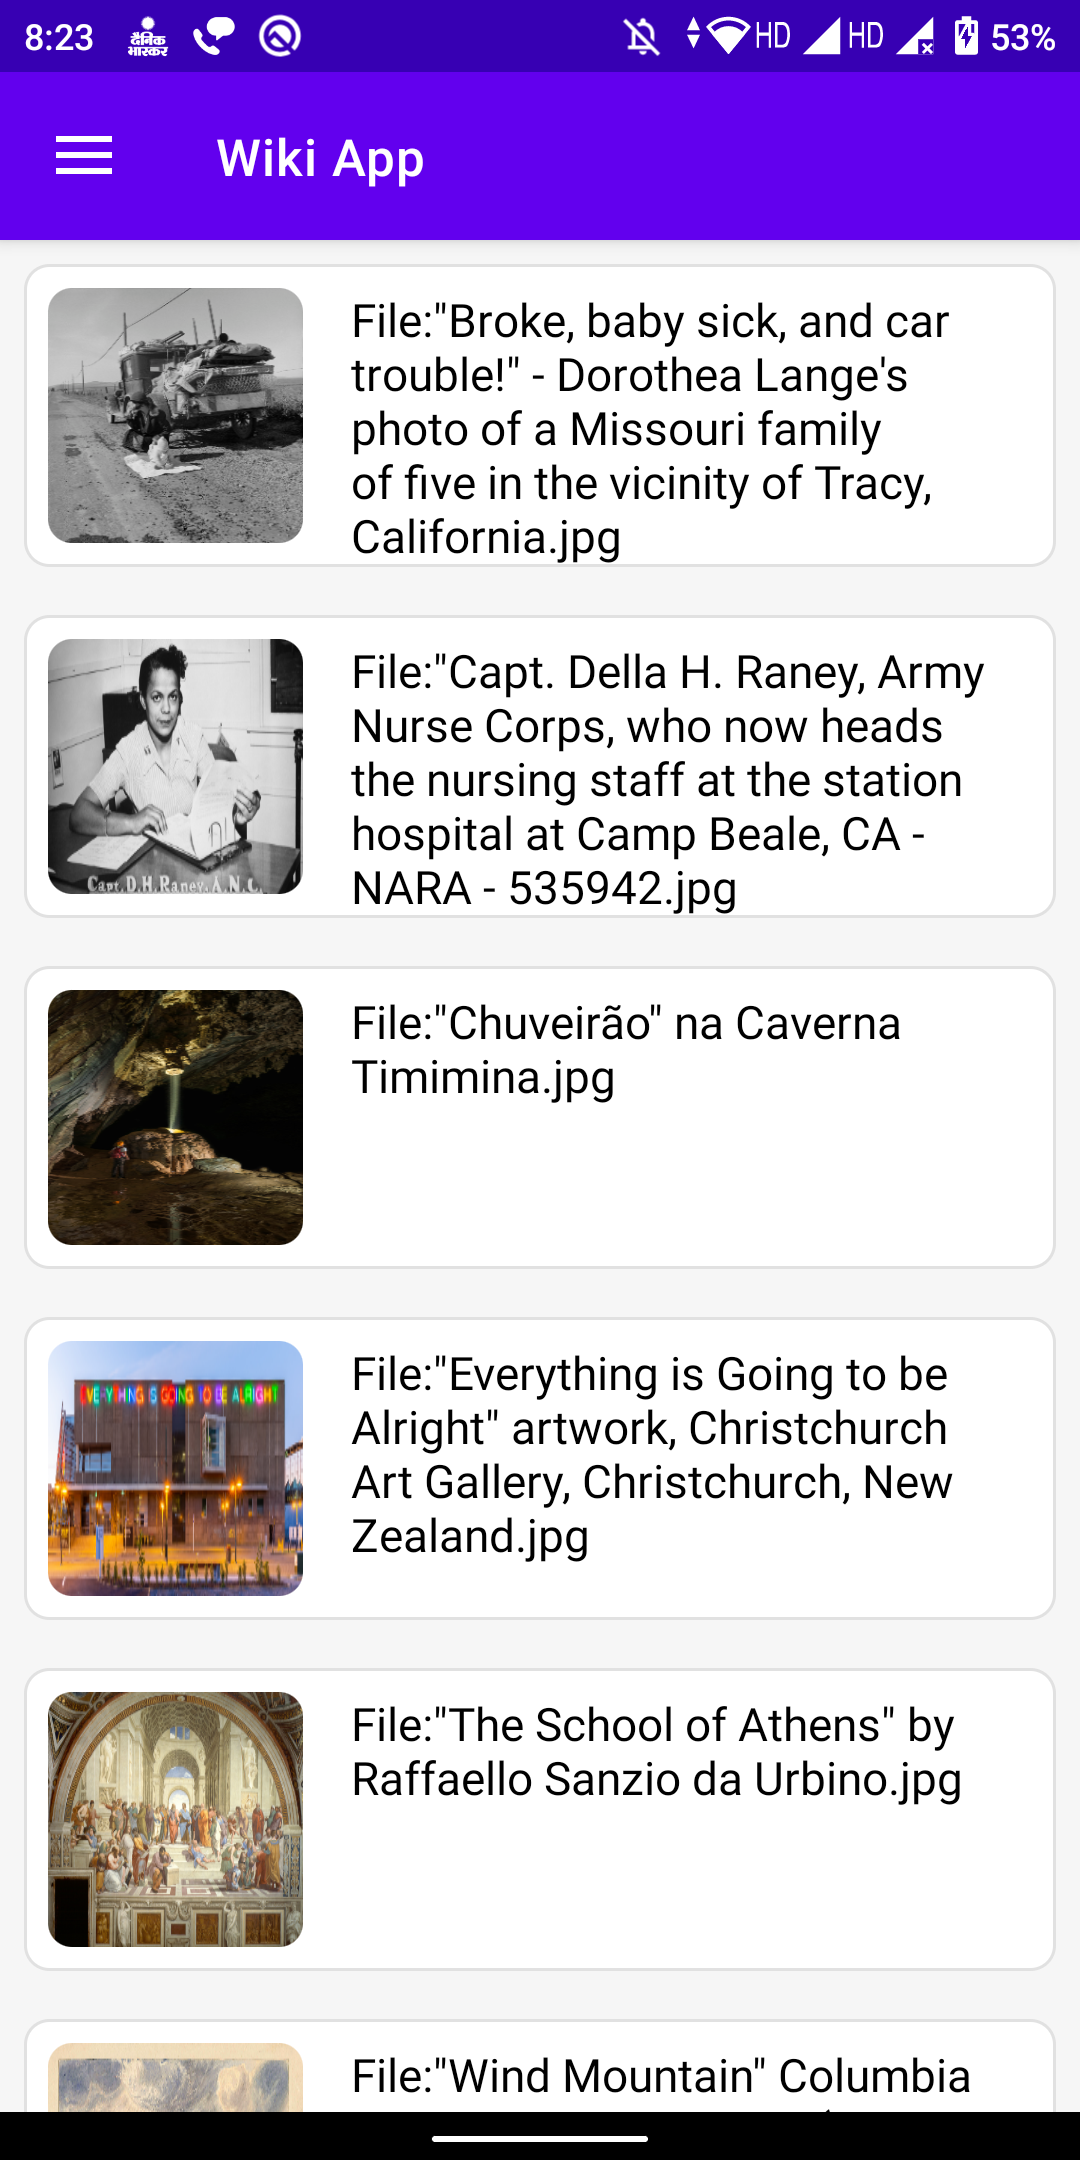 8:23
दैनिक
भास्कर
HD
HD
53%
Wiki App
File:"Broke, baby sick, and car
trouble!" - Dorothea Lange's
photo of a Missouri family
of five in the vicinity of Tracy,
California.jpg
Capt. D.H. Raney, A.N.C.
File:"Capt. Della H. Raney, Army
Nurse Corps, who now heads
the nursing staff at the station
hospital at Camp Beale, CA -
NARA - 535942.jpg
File:"Chuveirão" na Caverna
Timimina.jpg
EVERYTHING IS GOING TO BE ALRIGHT
File:"Everything is Going to be
Alright" artwork, Christchurch
Art Gallery, Christchurch, New
Zealand.jpg
File:"The School of Athens" by
Raffaello Sanzio da Urbino.jpg
File:"Wind Mountain" Columbia